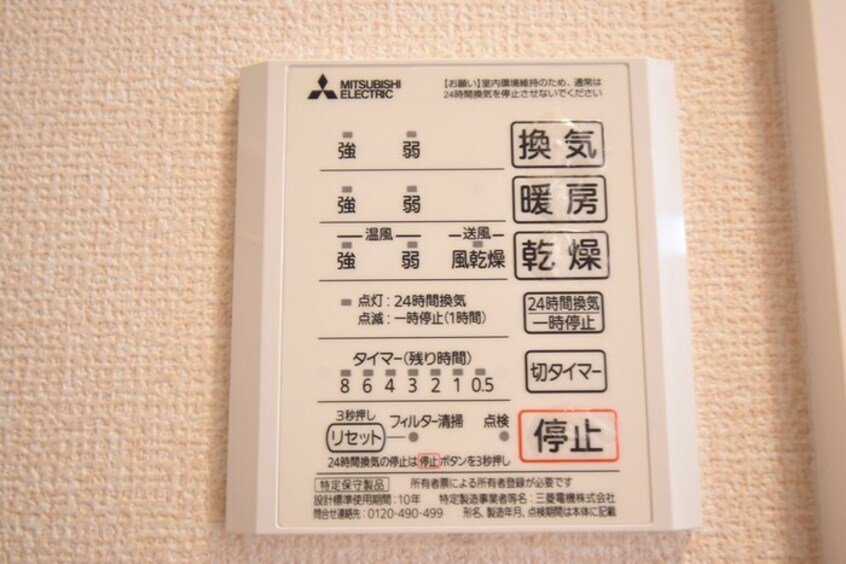 MITSUBISHI
ELECTRIC
【お願い】室内環境維持のため、通常は
24時間換気を停止させないでください
強 弱 換気
強 弱 暖房
温風 送風
強 弱 風乾燥 乾燥
点灯:24時間換気
点滅:一時停止(1時間)
24時間換気
一時停止
タイマー(残り時間)
8 6 4 3 2 1 0.5
切タイマー
3秒押し
リセット フィルター清掃 点検
停止
24時間換気の停止は停止ボタンを3秒押し
特定保守製品 所有者票による所有者登録が必要です
設計標準使用期間:10年 特定製造事業者等名:三菱電機株式会社
問合せ連絡先:0120-490-499 形名、製造年月、点検期間は本体に記載